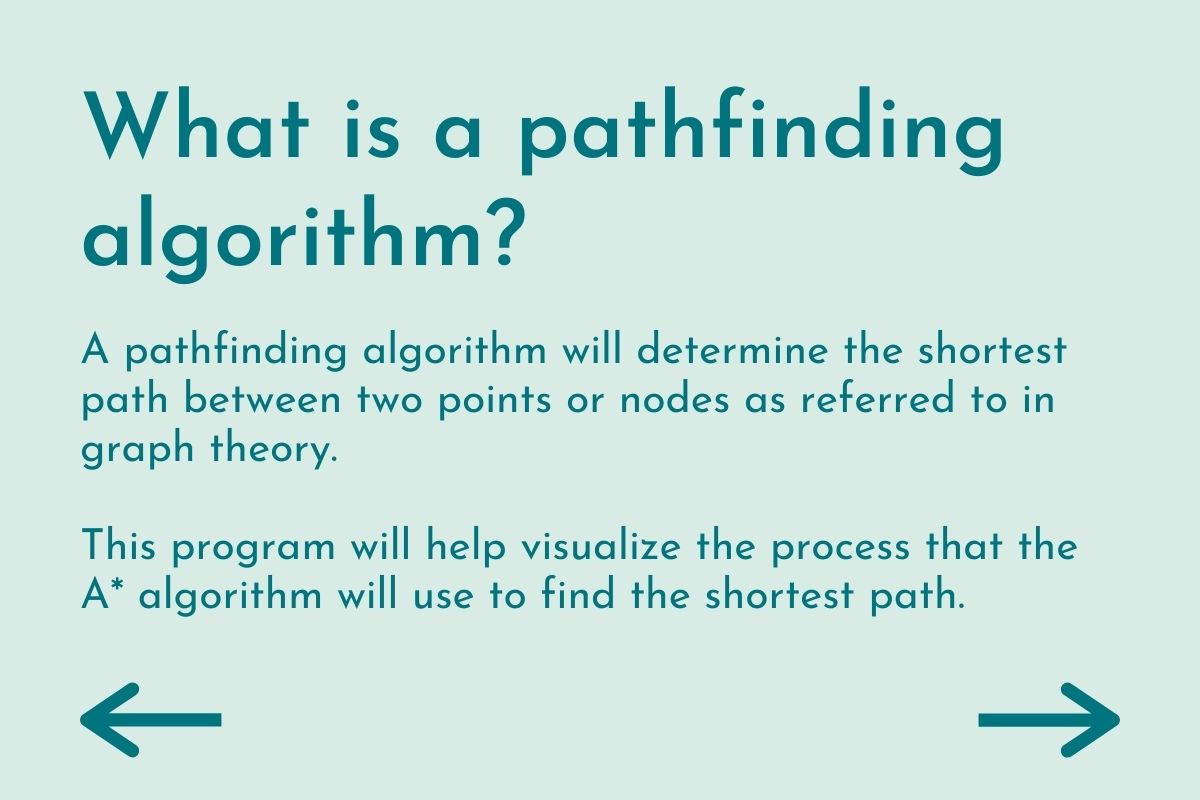 What is a pathfinding
algorithm?
A pathfinding algorithm will determine the shortest
path between two points or nodes as referred to in
graph theory.
This program will help visualize the process that the
A* algorithm will use to find the shortest path.